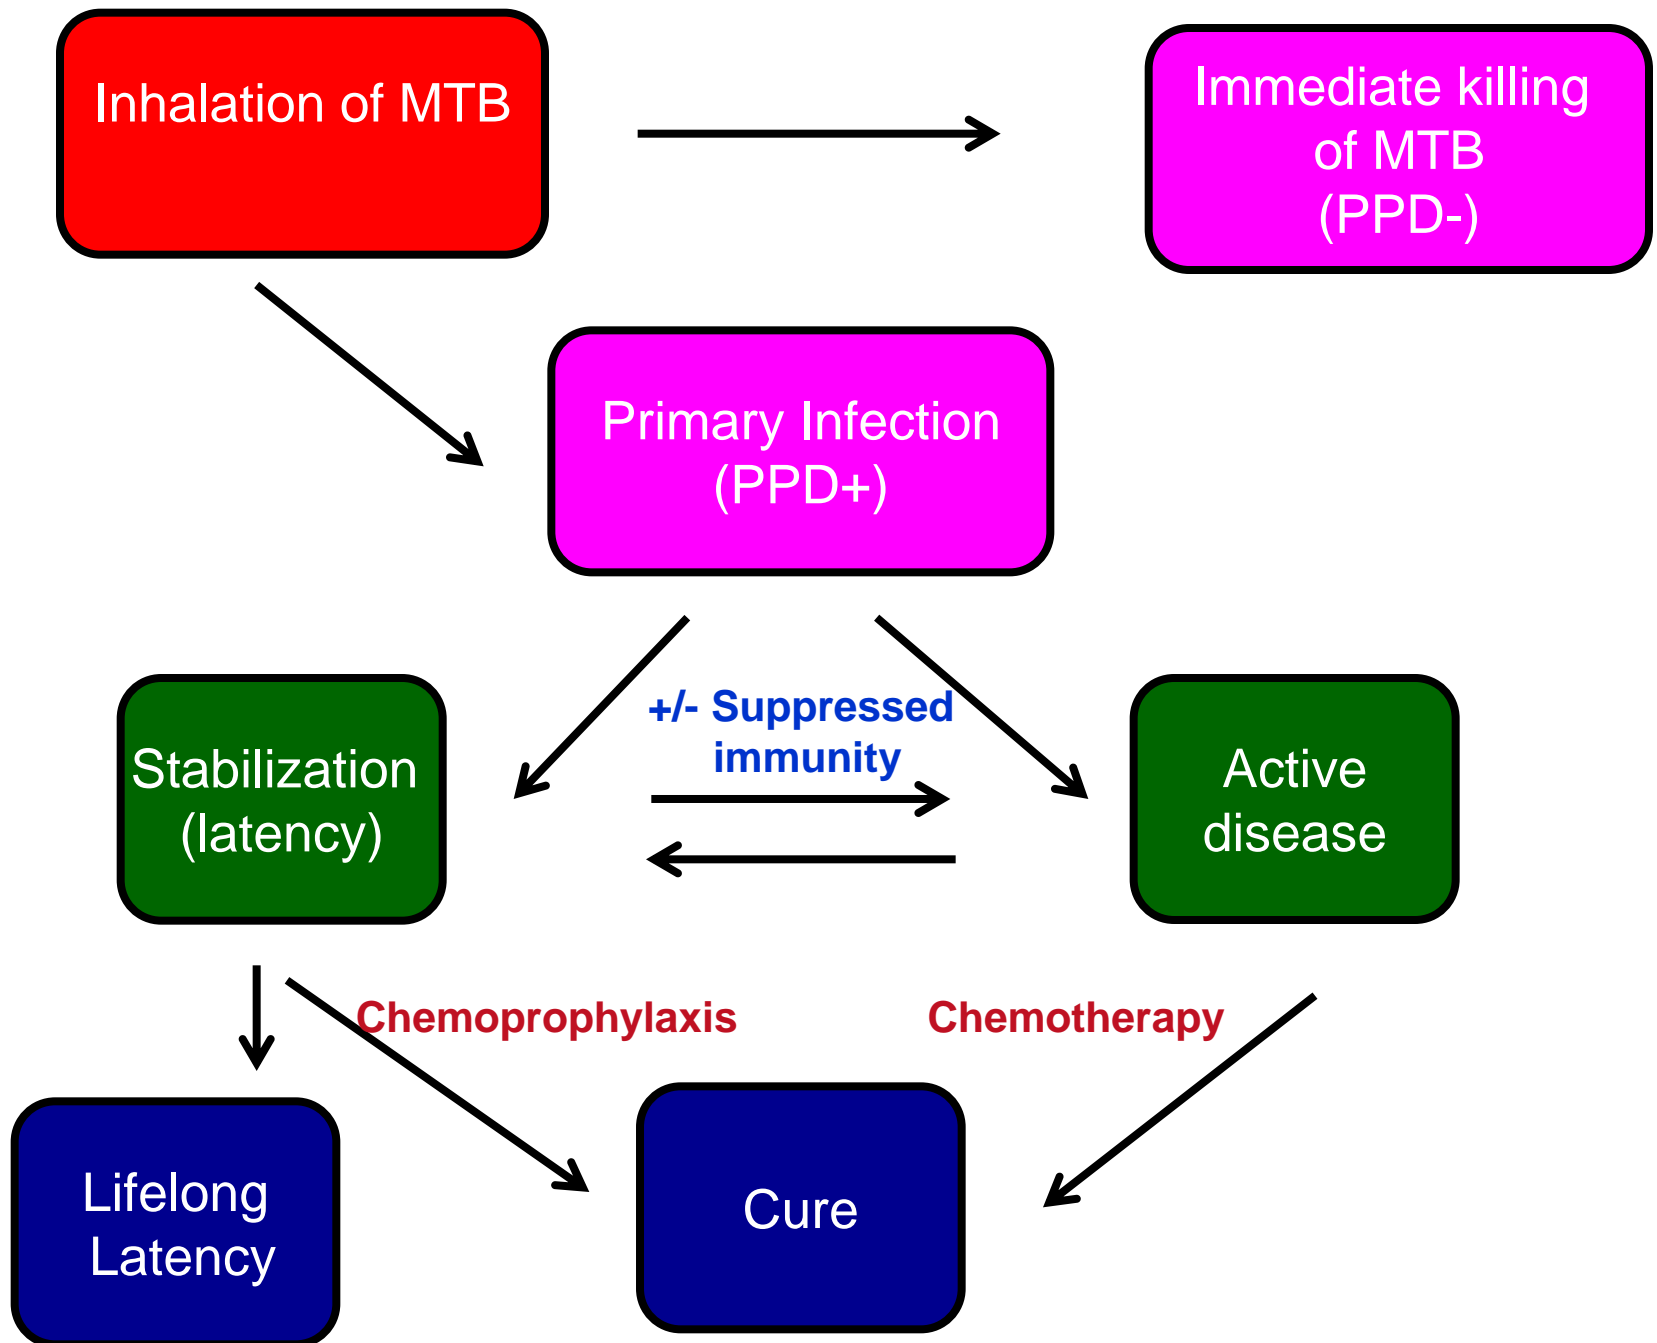 Inhalation of MTB
Immediate killing
of MTB
(PPD-)
Primary Infection
(PPD+)
+/- Suppressed
immunity
Stabilization
(latency)
Active
disease
Chemoprophylaxis
Chemotherapy
Lifelong
Latency
Cure